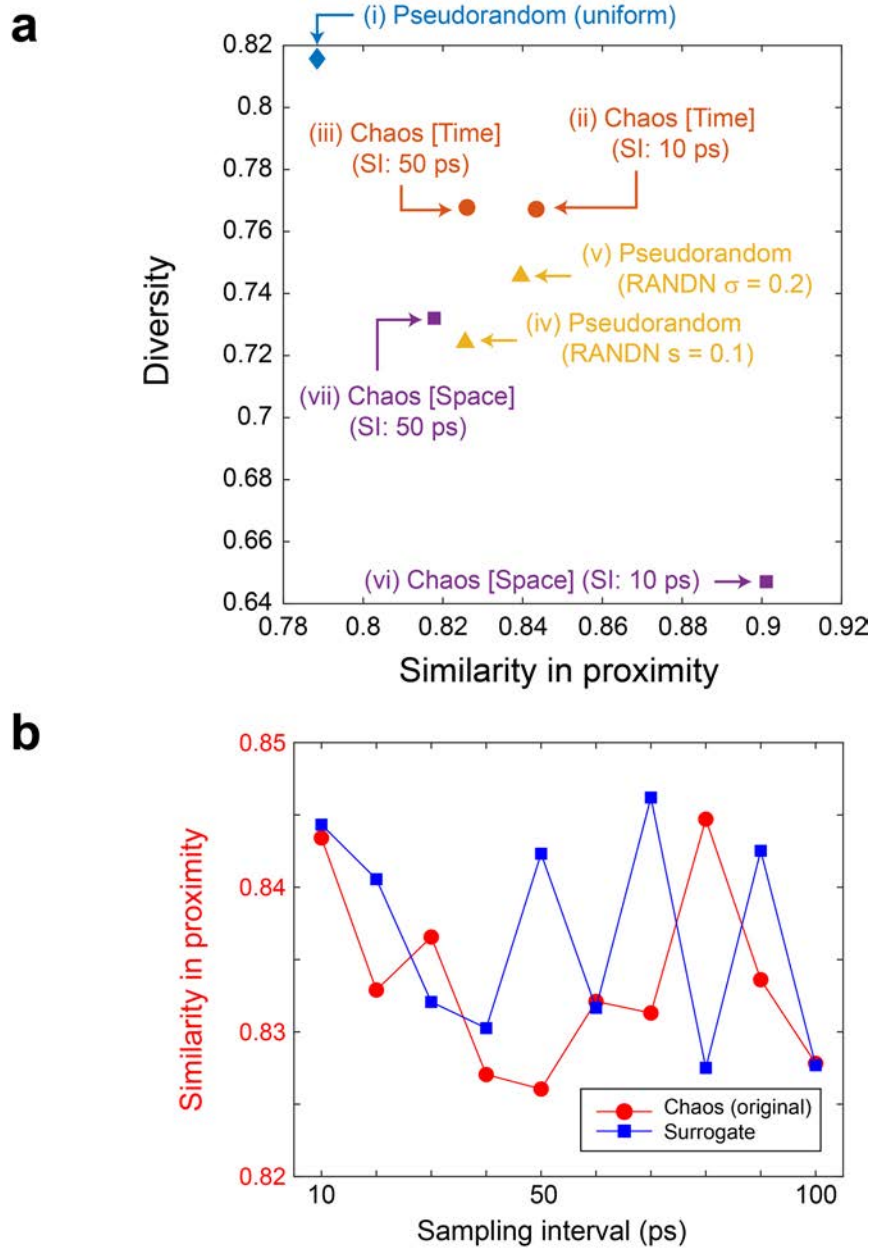 a
(i) Pseudorandom (uniform)
0.82
0.8
0.78
0.76
0.74
0.72
0.7
0.68
0.66
0.64
Diversity
(iii) Chaos [Time]
(SI: 50 ps)
(ii) Chaos [Time]
(SI: 10 ps)
(v) Pseudorandom
(RANDN σ = 0.2)
(iv) Pseudorandom
(RANDN s = 0.1)
(vii) Chaos [Space]
(SI: 50 ps)
(vi) Chaos [Space] (SI: 10 ps)
0.78 0.8 0.82 0.84 0.86 0.88 0.9 0.92
Similarity in proximity
b
0.85
0.84
0.83
0.82
Similarity in proximity
Chaos (original)
Surrogate
10 50 100
Sampling interval (ps)